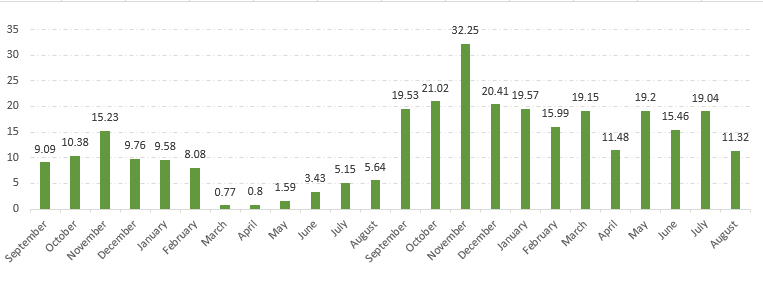 35
30
25
20
15
10
5
0
9.09
10.38
15.23
9.76
9.58
8.08
0.77
0.8
1.59
3.43
5.15
5.64
19.53
21.02
32.25
20.41
19.57
15.99
19.15
11.48
19.2
15.46
19.04
11.32
September
October
November
December
January
February
March
April
May
June
July
August
September
October
November
December
January
February
March
April
May
June
July
August